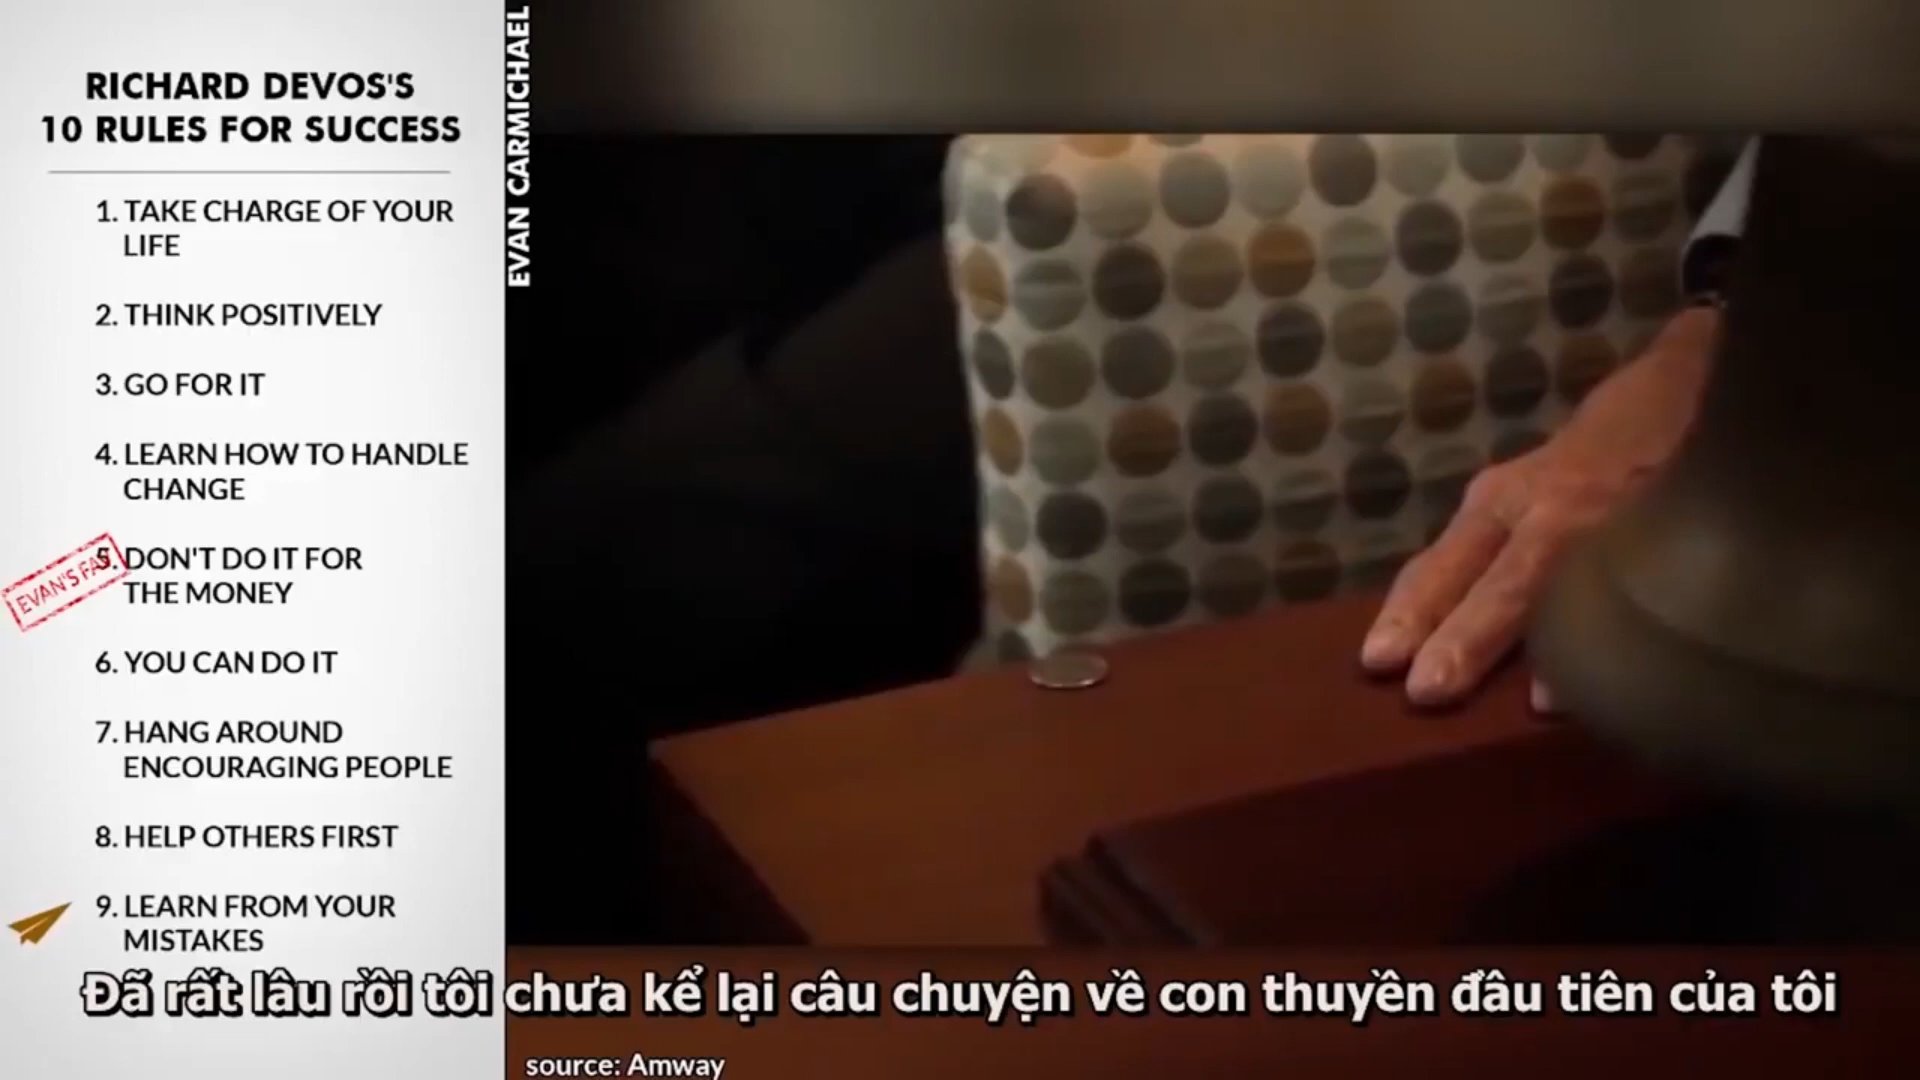 RICHARD DEVOS'S
10 RULES FOR SUCCESS
1. TAKE CHARGE OF YOUR
LIFE
2. THINK POSITIVELY
3. GO FOR IT
4. LEARN HOW TO HANDLE
CHANGE
EVAN'S FAV
5. DON'T DO IT FOR
THE MONEY
6. YOU CAN DO IT
7. HANG AROUND
ENCOURAGING PEOPLE
8. HELP OTHERS FIRST
9. LEARN FROM YOUR
MISTAKES
EVAN CARMICHAEL
Đã rất lâu rồi tôi chưa kể lại câu chuyện về con thuyền đầu tiên của tôi
source: Amway